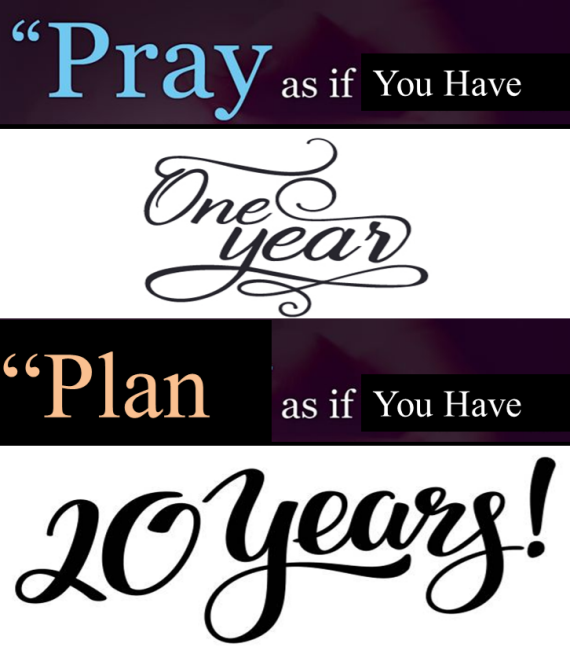 “Pray as if You Have
One
year
“Plan as if You Have
20 Years!